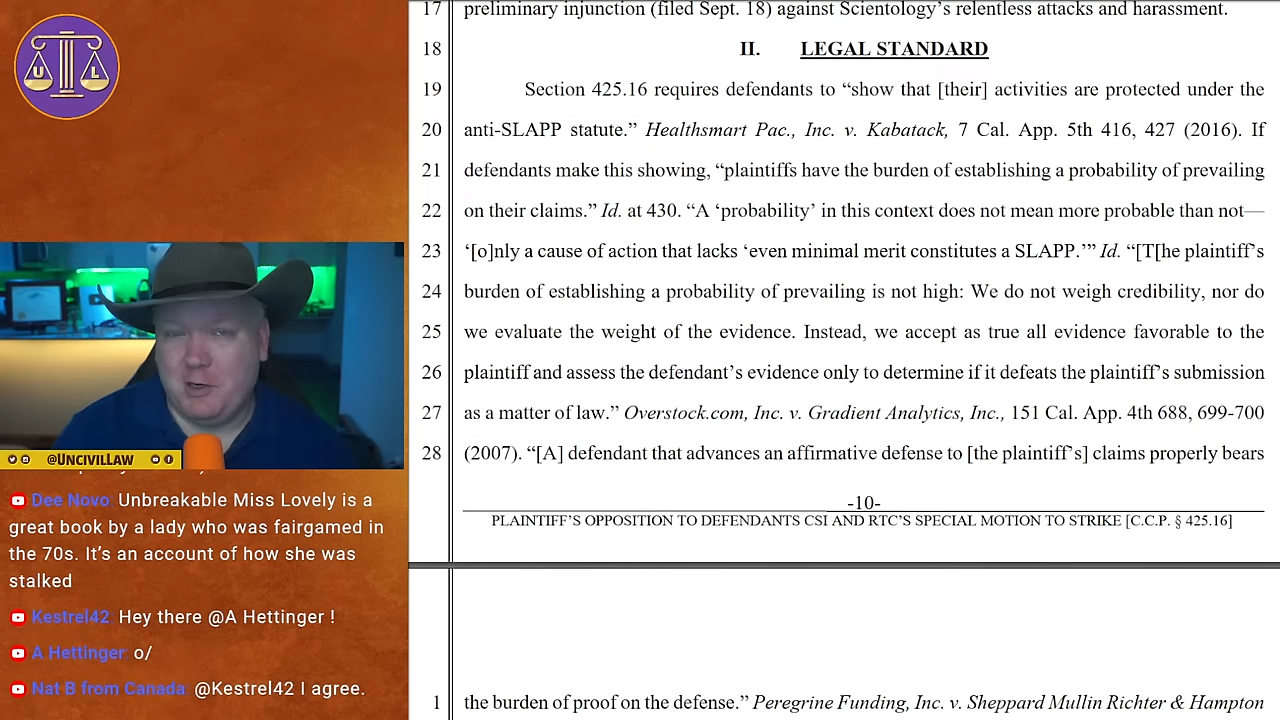 U L
@UNCIVILLAW
Dee Novo Unbreakable Miss Lovely is a
great book by a lady who was fairgamed in
the 70s. It's an account of how she was
stalked
Kestrel42 Hey there @A Hettinger !
A Hettinger o/
Nat B from Canada @Kestrel42 I agree.
17 preliminary injunction (filed Sept. 18) against Scientology's relentless attacks and harassment.
18 II. LEGAL STANDARD
19 Section 425.16 requires defendants to “show that [their] activities are protected under the
20 anti-SLAPP statute.” Healthsmart Pac., Inc. v. Kabatack, 7 Cal. App. 5th 416, 427 (2016). If
21 defendants make this showing, “plaintiffs have the burden of establishing a probability of prevailing
22 on their claims.” Id. at 430. “A ‘probability’ in this context does not mean more probable than not—
23 ‘[o]nly a cause of action that lacks ‘even minimal merit constitutes a SLAPP.’” Id. “[T[he plaintiff’s
24 burden of establishing a probability of prevailing is not high: We do not weigh credibility, nor do
25 we evaluate the weight of the evidence. Instead, we accept as true all evidence favorable to the
26 plaintiff and assess the defendant’s evidence only to determine if it defeats the plaintiff’s submission
27 as a matter of law.” Overstock.com, Inc. v. Gradient Analytics, Inc., 151 Cal. App. 4th 688, 699-700
28 (2007). “[A] defendant that advances an affirmative defense to [the plaintiff’s] claims properly bears
-10-
PLAINTIFF’S OPPOSITION TO DEFENDANTS CSI AND RTC’S SPECIAL MOTION TO STRIKE [C.C.P. § 425.16]
1 the burden of proof on the defense.” Peregrine Funding, Inc. v. Sheppard Mullin Richter & Hampton